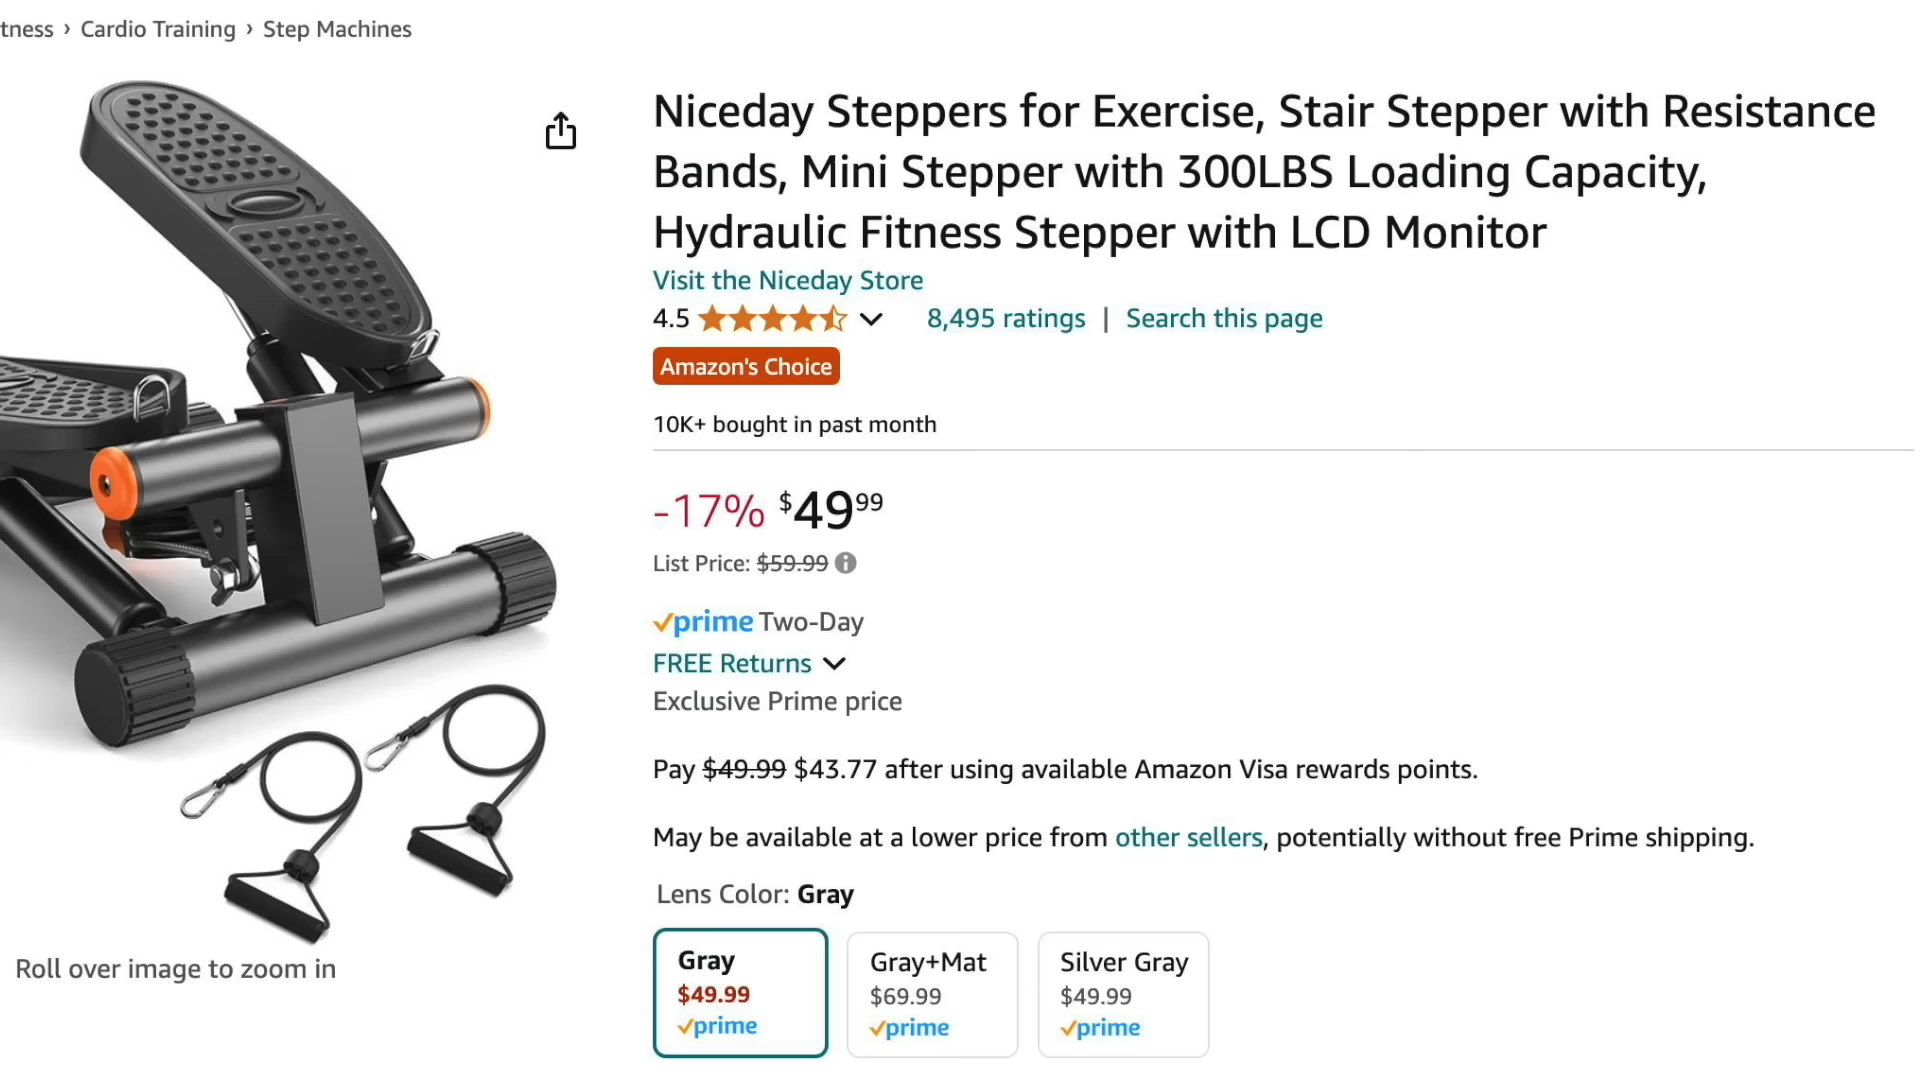 tness › Cardio Training › Step Machines
Niceday Steppers for Exercise, Stair Stepper with Resistance
Bands, Mini Stepper with 300LBS Loading Capacity,
Hydraulic Fitness Stepper with LCD Monitor
Visit the Niceday Store
4.5 8,495 ratings | Search this page
Amazon's Choice
10K+ bought in past month
-17% $49 99
List Price: $59.99
prime Two-Day
FREE Returns
Exclusive Prime price
Pay $49.99 $43.77 after using available Amazon Visa rewards points.
May be available at a lower price from other sellers, potentially without free Prime shipping.
Lens Color: Gray
Gray
$49.99
prime
Gray+Mat
$69.99
prime
Silver Gray
$49.99
prime
Roll over image to zoom in